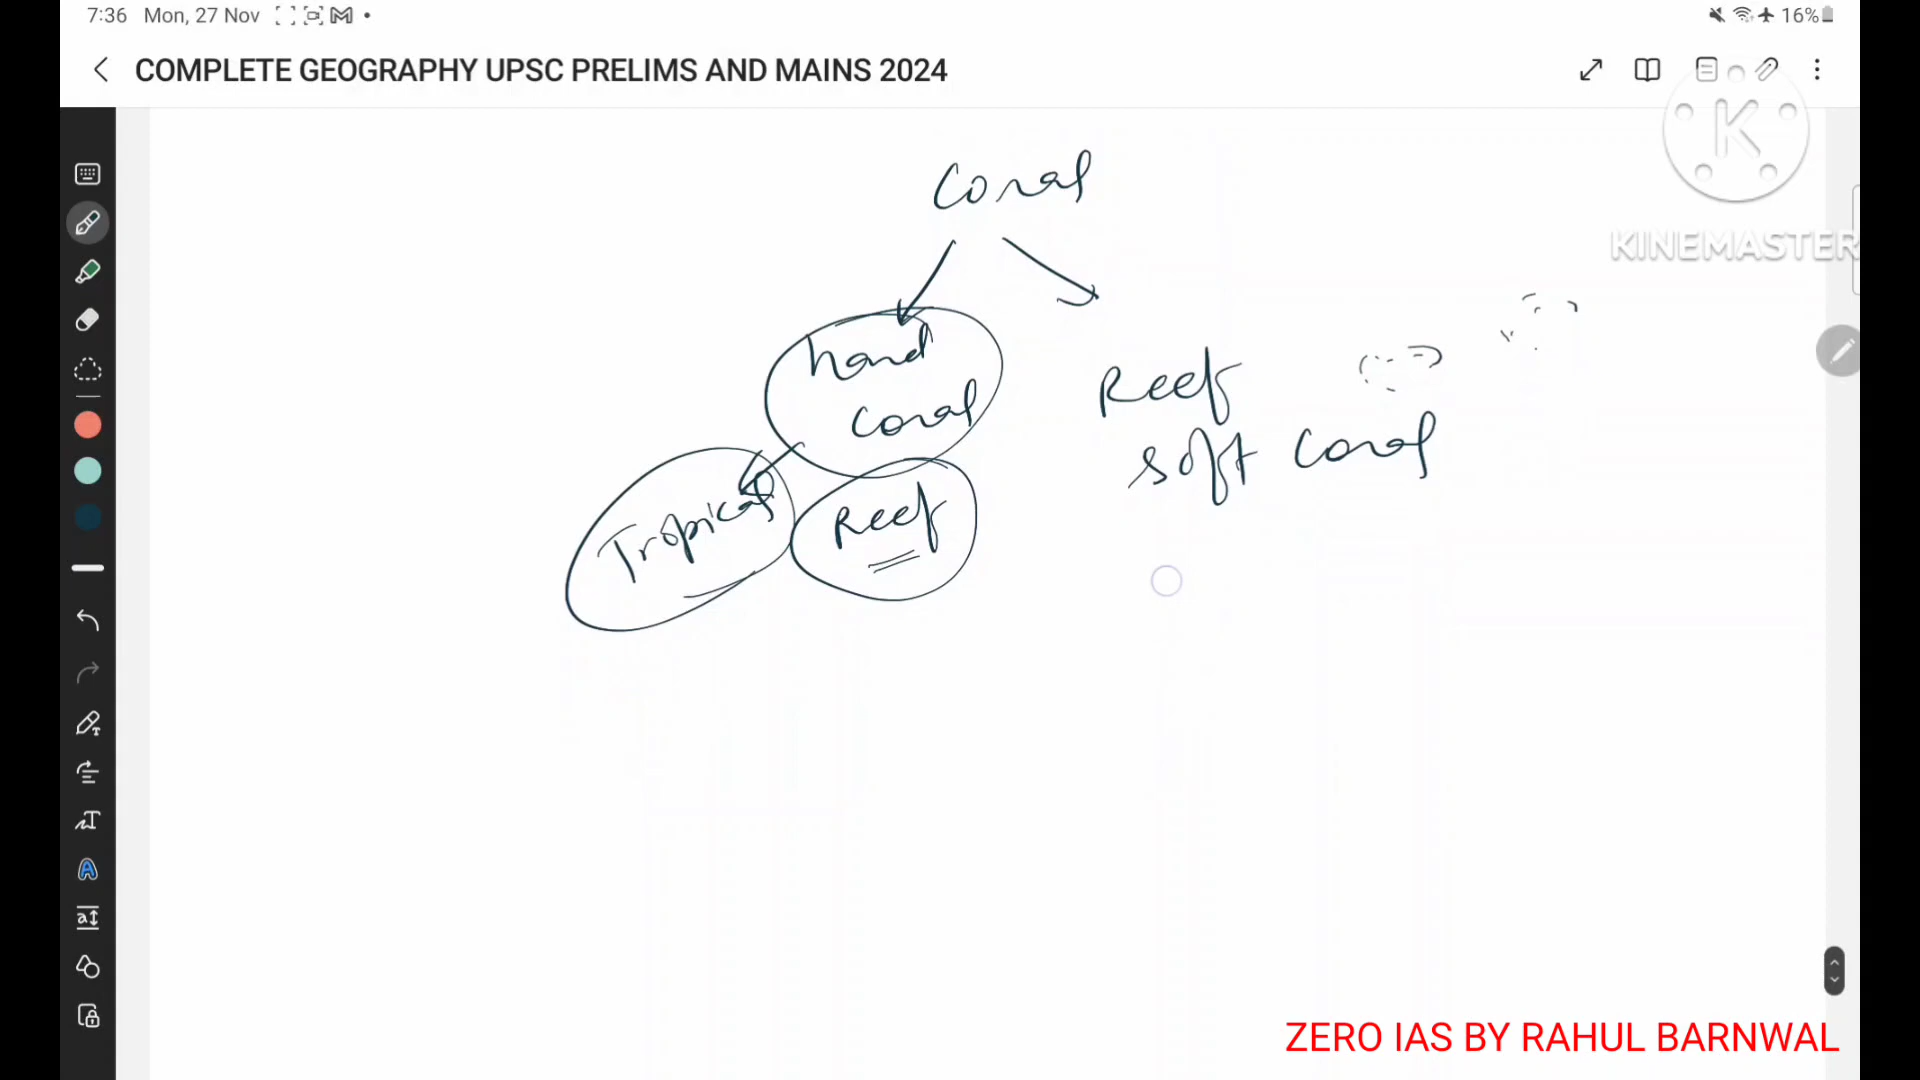 7:36 Mon, 27 Nov
16%
COMPLETE GEOGRAPHY UPSC PRELIMS AND MAINS 2024
K
KINEMASTER
Coral
hard
coral
Reef
soft coral
Tropical
Reef
ZERO IAS BY RAHUL BARNWAL